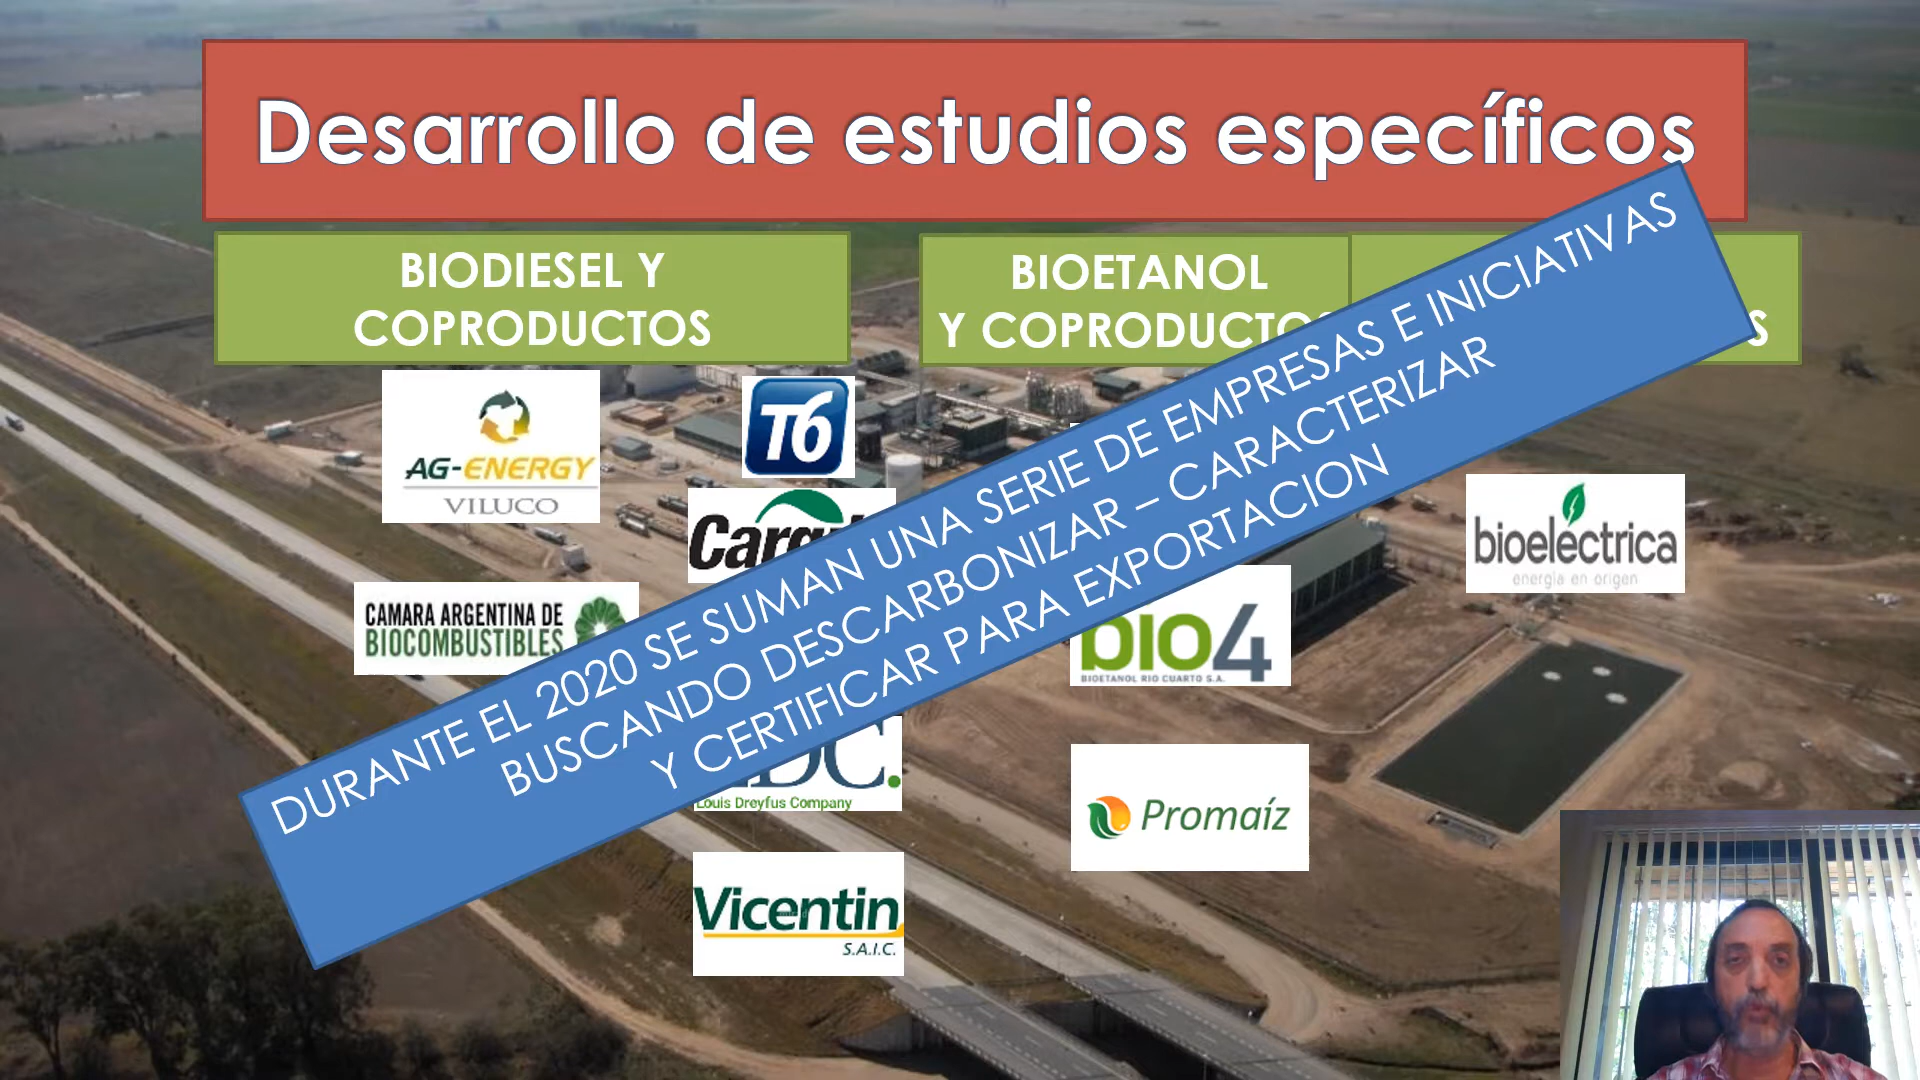 Desarrollo de estudios específicos
BIODIESEL Y
COPRODUCTOS
BIOETANOL
Y COPRODUCTOS
DURANTE EL 2020 SE SUMAN UNA SERIE DE EMPRESAS E INICIATIVAS
BUSCANDO DESCARBONIZAR – CARACTERIZAR
Y CERTIFICAR PARA EXPORTACION
AG-ENERGY
VILUCO
T6
CAMARA ARGENTINA DE
BIOCOMBUSTIBLES
Louis Dreyfus Company
Vicentin
S.A.I.C.
bio4
BIOETANOL RIO CUARTO S.A.
Promaíz
bioeléctrica
energía en origen